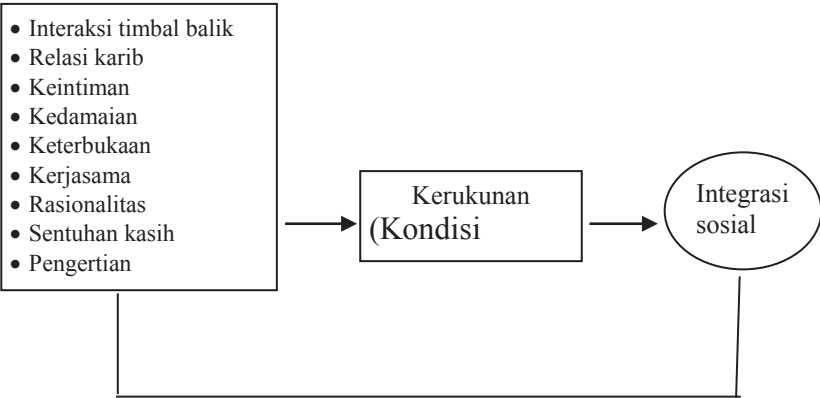 • Interaksi timbal balik
• Relasi karib
• Keintiman
• Kedamaian
• Keterbukaan
• Kerjasama
• Rasionalitas
• Sentuhan kasih
• Pengertian
Kerukunan
(Kondisi
Integrasi
sosial